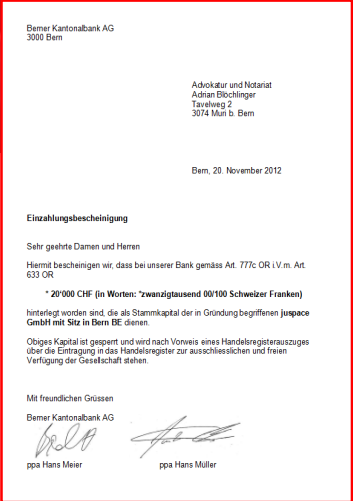 Berner Kantonalbank AG
3000 Bern
Advokatur und Notariat
Adrian Blöchlinger
Tavelweg 2
3074 Muri b. Bern
Bern, 20. November 2012
Einzahlungsbescheinigung
Sehr geehrte Damen und Herren
Hiermit bescheinigen wir, dass bei unserer Bank gemäss Art. 777c OR i.V.m. Art.
633 OR
* 20'000 CHF (in Worten: *zwanzigtausend 00/100 Schweizer Franken)
hinterlegt worden sind, die als Stammkapital der in Gründung begriffenen juspace
GmbH mit Sitz in Bern BE dienen.
Obiges Kapital ist gesperrt und wird nach Vorweis eines Handelsregisterauszuges
über die Eintragung in das Handelsregister zur ausschliesslichen und freien
Verfügung der Gesellschaft stehen.
Mit freundlichen Grüssen
Berner Kantonalbank AG
ppa Hans Meier ppa Hans Müller